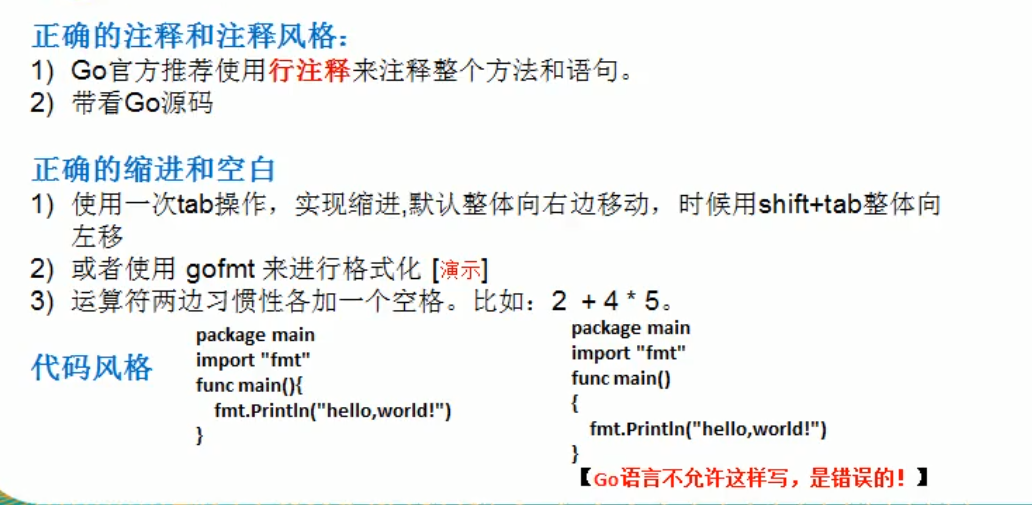 正确的注释和注释风格：
1) Go官方推荐使用行注释来注释整个方法和语句。
2) 带看Go源码
正确的缩进和空白
1) 使用一次tab操作，实现缩进,默认整体向右边移动，时候用shift+tab整体向
左移
2) 或者使用 gofmt 来进行格式化 [演示]
3) 运算符两边习惯性各加一个空格。比如：2 + 4 * 5。
代码风格
package main
import "fmt"
func main(){
fmt.Println("hello,world!")
}
package main
import "fmt"
func main()
{
fmt.Println("hello,world!")
}
【Go语言不允许这样写，是错误的！】